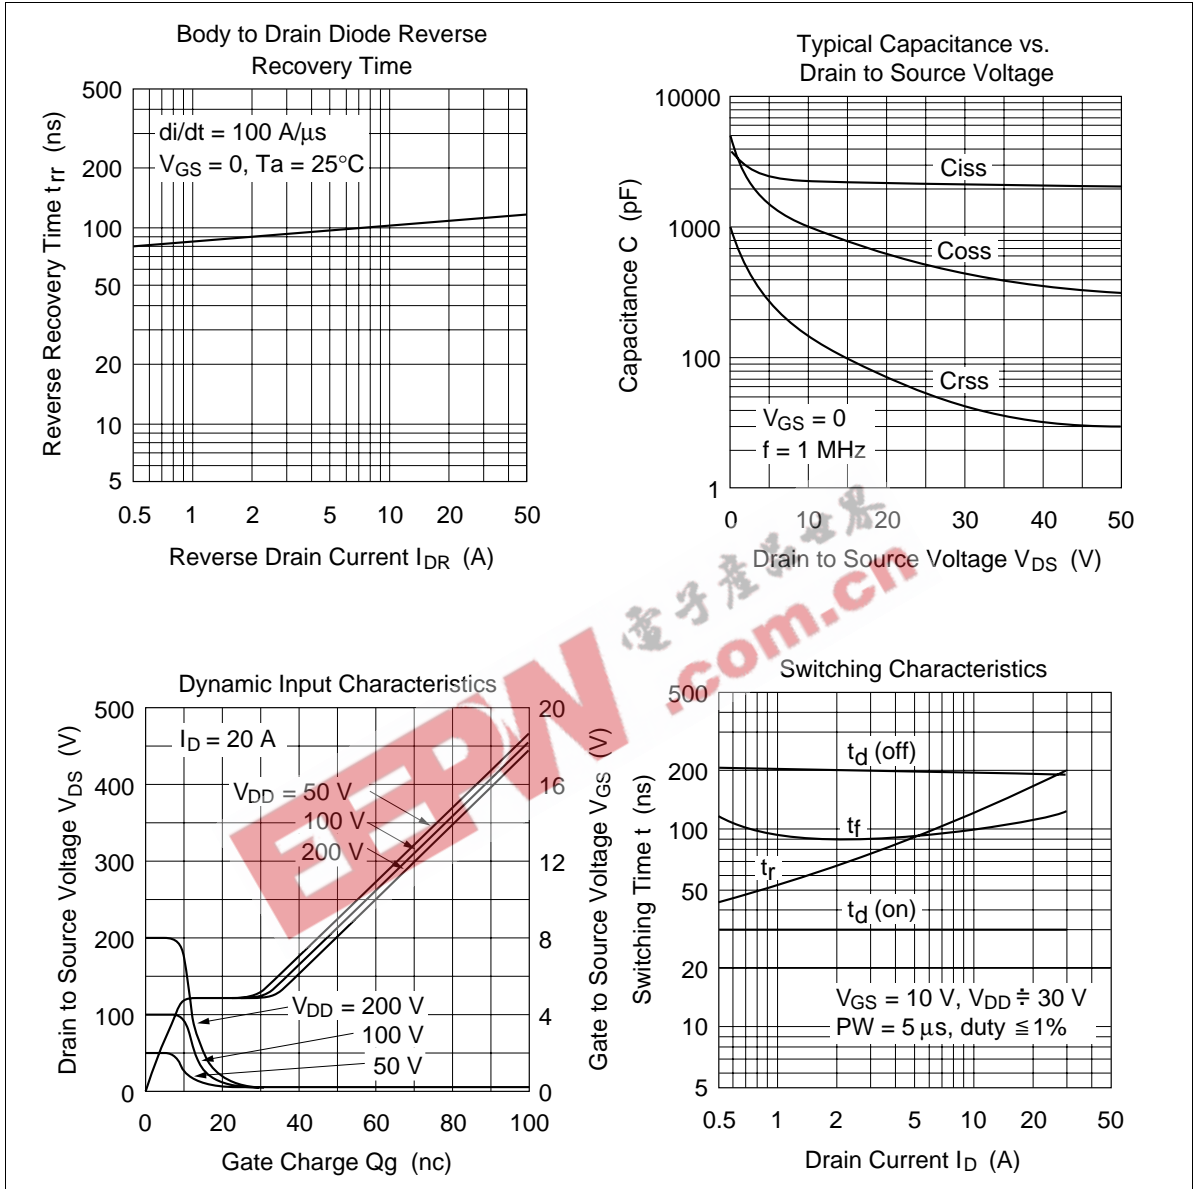 Body to Drain Diode Reverse
Recovery Time
500
200
100
50
20
10
5
Reverse Recovery Time trr (ns)
di/dt = 100 A/μs
VGS = 0, Ta = 25°C
0.5 1 2 5 10 20 50
Reverse Drain Current IDR (A)
Typical Capacitance vs.
Drain to Source Voltage
10000
1000
100
1
Capacitance C (pF)
Ciss
Coss
Crss
VGS = 0
f = 1 MHz
0 10 20 30 40 50
Drain to Source Voltage VDS (V)
電子產品世界
EEPW.com.cn
Dynamic Input Characteristics
500
400
300
200
100
0
Drain to Source Voltage VDS (V)
ID = 20 A
VDD = 50 V
100 V
200 V
VDD = 200 V
100 V
50 V
20
16
12
8
4
0
Gate to Source Voltage VGS (V)
0 20 40 60 80 100
Gate Charge Qg (nc)
Switching Characteristics
500
200
100
50
20
10
5
Switching Time t (ns)
td (off)
tf
tr
td (on)
VGS = 10 V, VDD ≑ 30 V
PW = 5 μs, duty ≦ 1%
0.5 1 2 5 10 20 50
Drain Current ID (A)